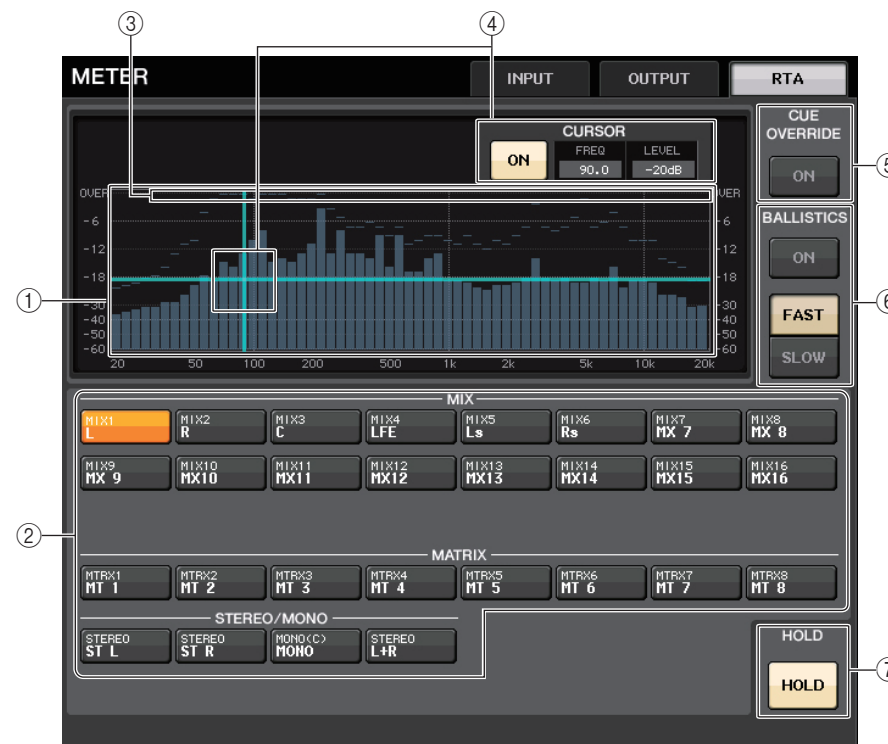 ③ ④
METER INPUT OUTPUT RTA
CURSOR
ON FREQ LEVEL
90.0 -20dB
CUE
OVERRIDE
ON
⑤
OVER OVER
-6 -6
-12 -12
-18 -18
-30 -30
-40 -40
-50 -50
-60 -60
20 50 100 200 500 1k 2k 5k 10k 20k
①
BALLISTICS
ON
FAST
SLOW
⑥
MIX
MIX1 MIX2 MIX3 MIX4 MIX5 MIX6 MIX7 MIX8
L R C LFE Ls Rs MX 7 MX 8
MIX9 MIX10 MIX11 MIX12 MIX13 MIX14 MIX15 MIX16
MX 9 MX10 MX11 MX12 MX13 MX14 MX15 MX16
②
MATRIX
MTRX1 MTRX2 MTRX3 MTRX4 MTRX5 MTRX6 MTRX7 MTRX8
MT 1 MT 2 MT 3 MT 4 MT 5 MT 6 MT 7 MT 8
STEREO/MONO
STEREO STEREO MONO(C) STEREO
ST L ST R MONO L+R
HOLD
HOLD
⑦